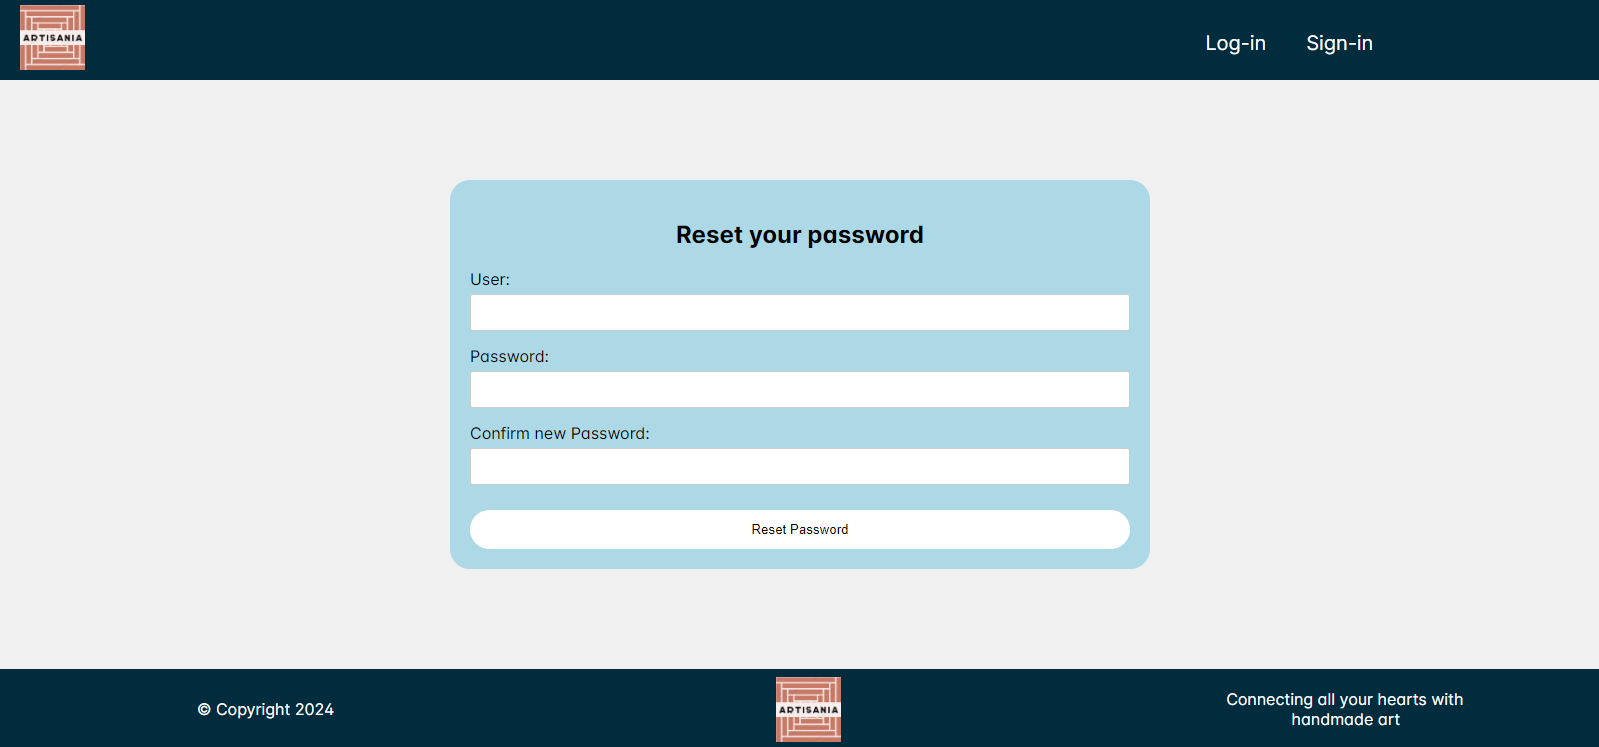 ARTISANIA
Log-in
Sign-in
Reset your password
User:
Password:
Confirm new Password:
Reset Password
© Copyright 2024
ARTISANIA
Connecting all your hearts with
handmade art